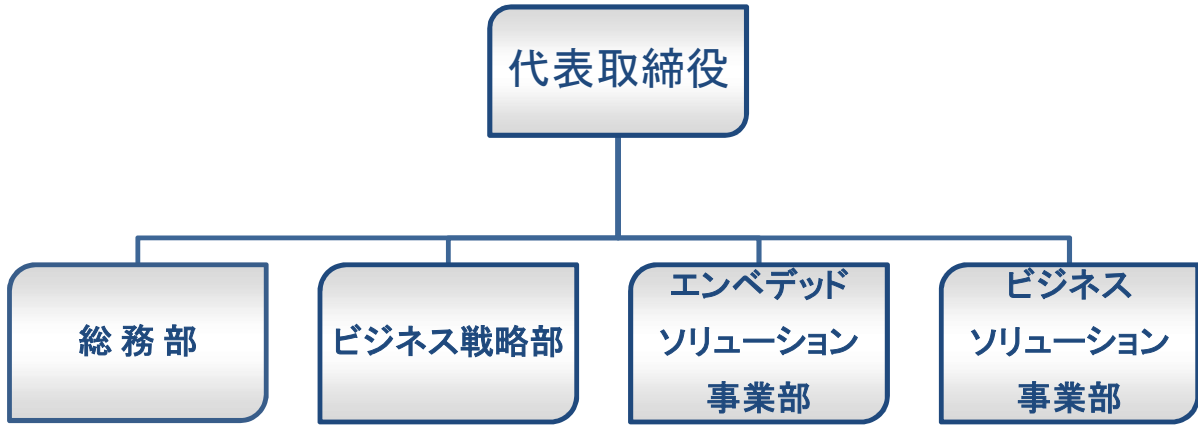 代表取締役
総務部
ビジネス戦略部
エンベデッド
ソリューション
事業部
ビジネス
ソリューション
事業部